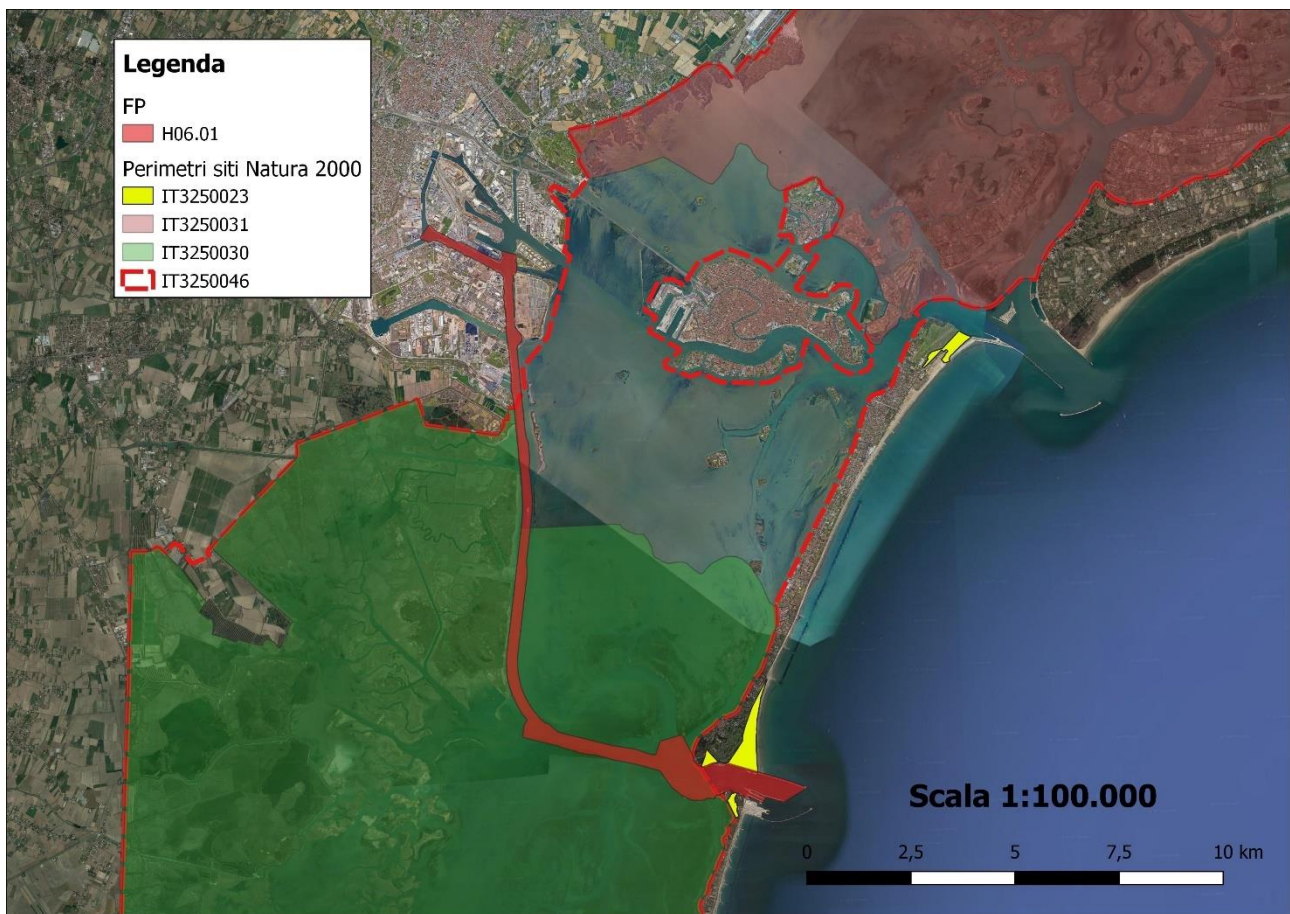 Legenda
FP
H06.01
Perimetri siti Natura 2000
IT3250023
IT3250031
IT3250030
IT3250046
Scala 1:100.000
0 2,5 5 7,5 10 km